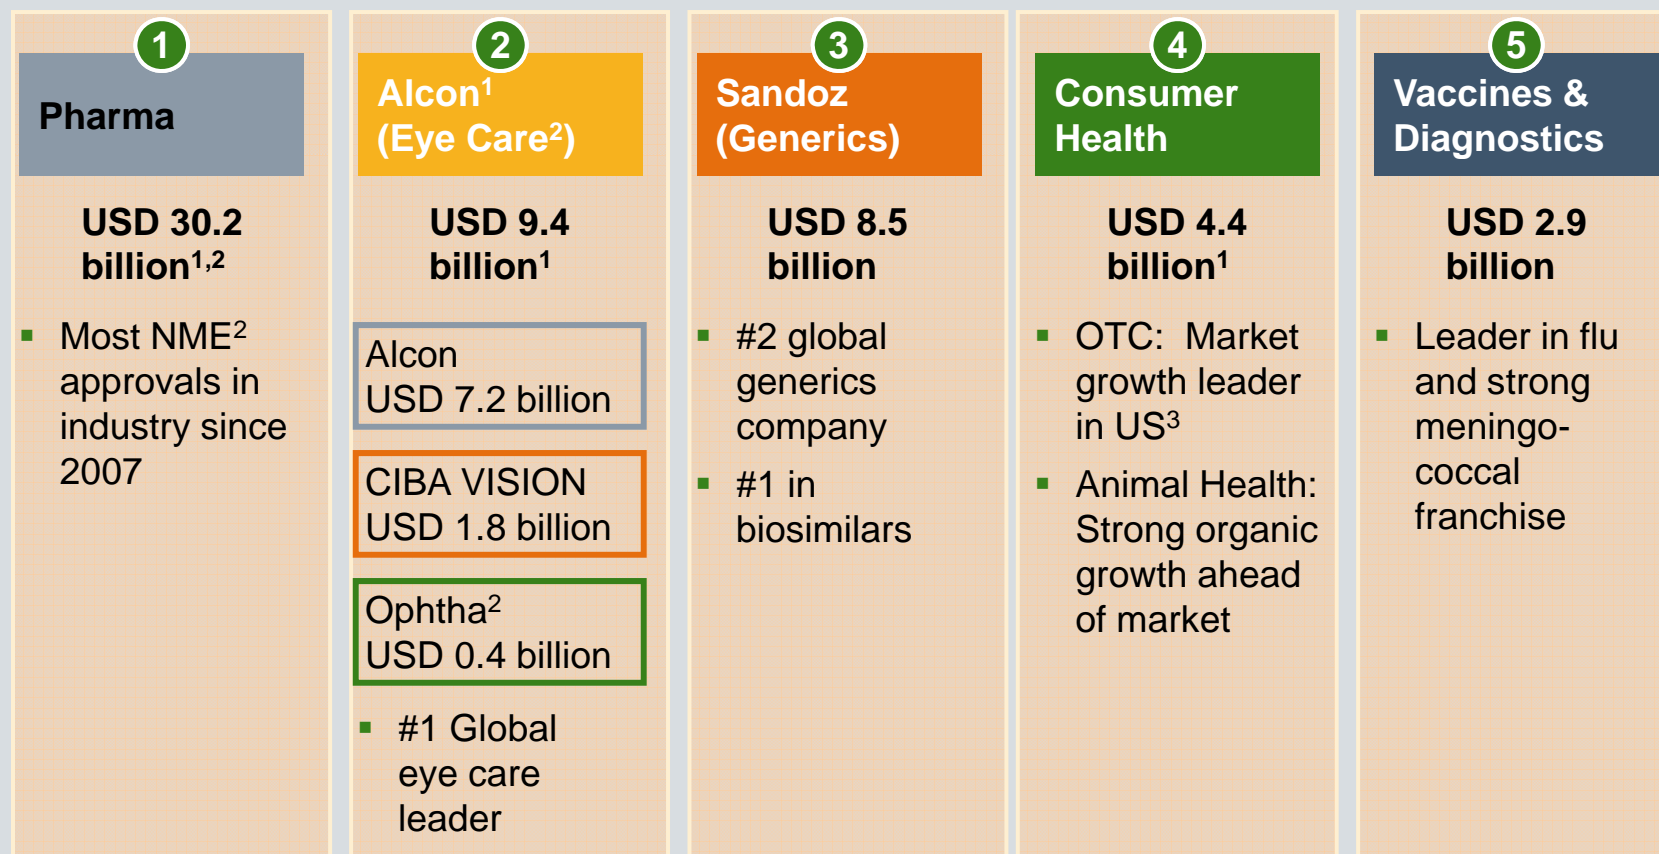 1
Pharma
USD 30.2
billion1,2
Most NME2
approvals in
industry since
2007
2
Alcon1
(Eye Care2)
USD 9.4
billion1
Alcon
USD 7.2 billion
CIBA VISION
USD 1.8 billion
Ophtha2
USD 0.4 billion
#1 Global
eye care
leader
3
Sandoz
(Generics)
USD 8.5
billion
#2 global
generics
company
#1 in
biosimilars
4
Consumer
Health
USD 4.4
billion1
OTC: Market
growth leader
in US3
Animal Health:
Strong organic
growth ahead
of market
5
Vaccines &
Diagnostics
USD 2.9
billion
Leader in flu
and strong
meningo-
coccal
franchise